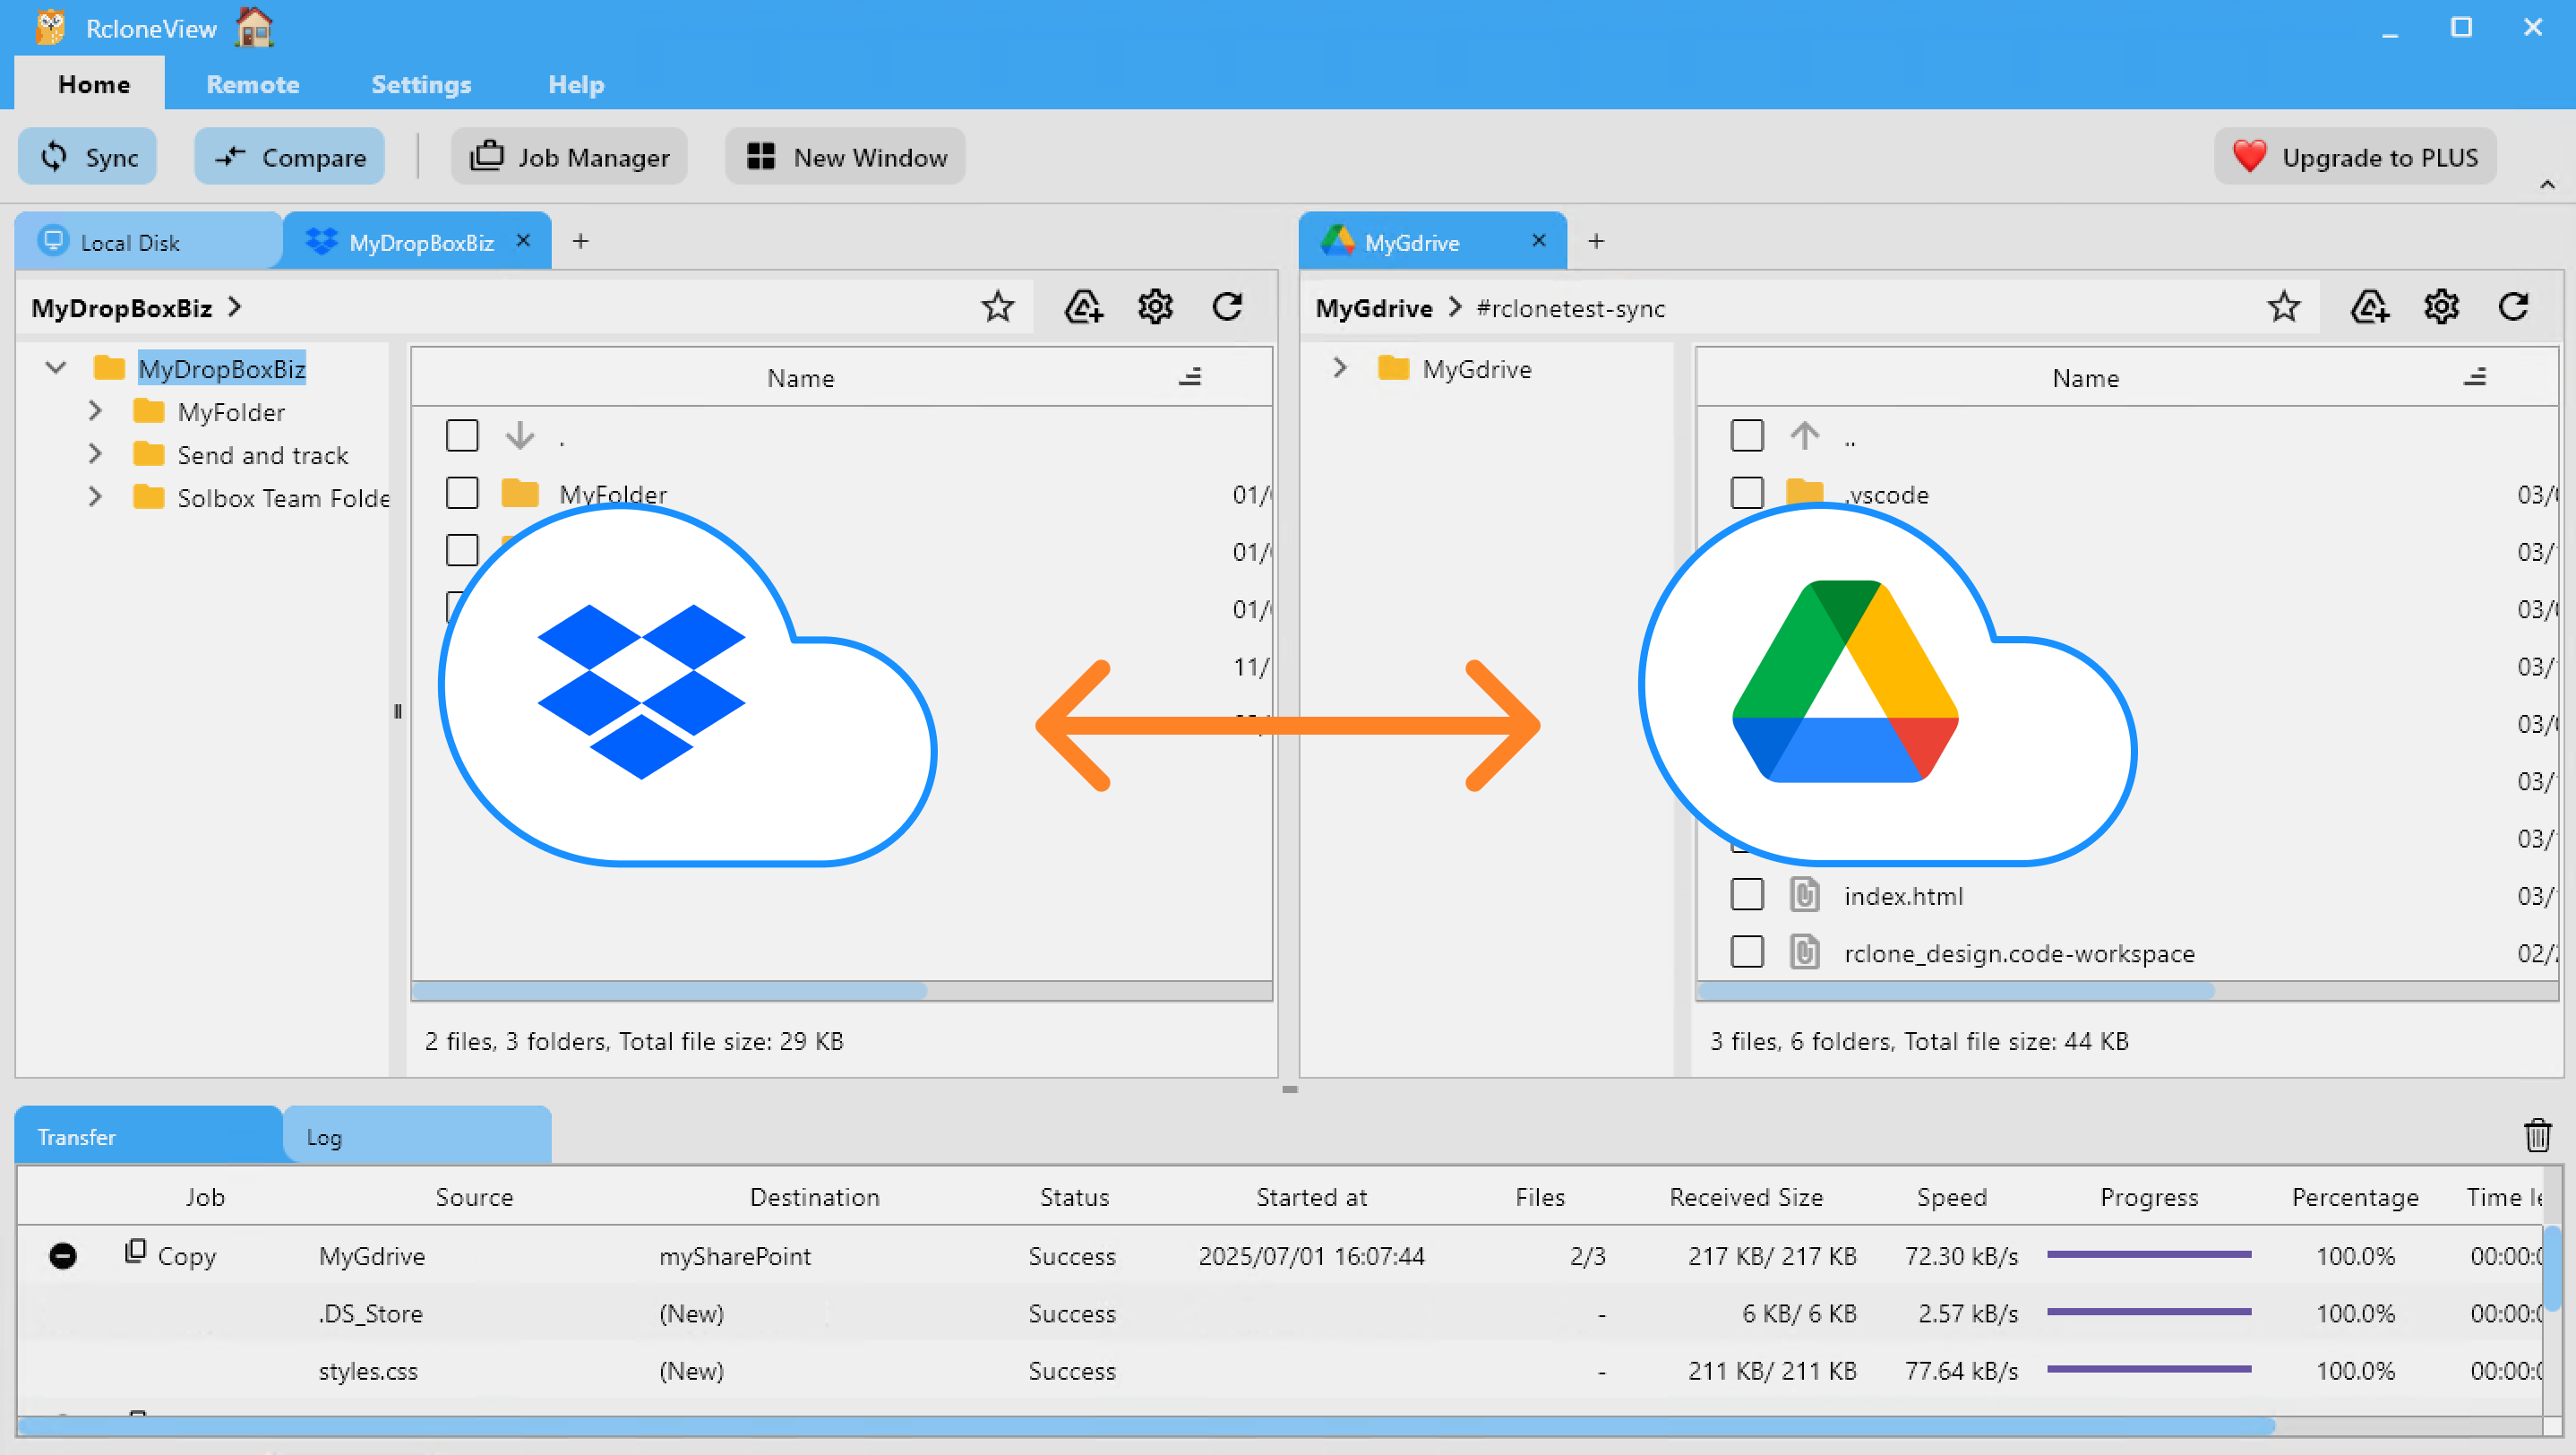 RcloneView
Home Remote Settings Help
Sync Compare Job Manager New Window Upgrade to PLUS
Local Disk MyDropBoxBiz MyGdrive
MyDropBoxBiz
MyDropBoxBiz
MyFolder
Send and track
Solbox Team Folde
Name
.
MyFolder 01/
01/
01/
11/
2 files, 3 folders, Total file size: 29 KB
MyGdrive > #rclonetest-sync
MyGdrive
Name
..
.vscode 03/
03/
03/
03/
03/
03/
03/
index.html 03/
rclone_design.code-workspace 02/
3 files, 6 folders, Total file size: 44 KB
Transfer Log
Job Source Destination Status Started at Files Received Size Speed Progress Percentage Time
Copy MyGdrive mySharePoint Success 2025/07/01 16:07:44 2/3 217 KB/ 217 KB 72.30 kB/s 100.0% 00:00:
.DS_Store (New) Success - 6 KB/ 6 KB 2.57 kB/s 100.0% 00:00:
styles.css (New) Success - 211 KB/ 211 KB 77.64 kB/s 100.0% 00:00: